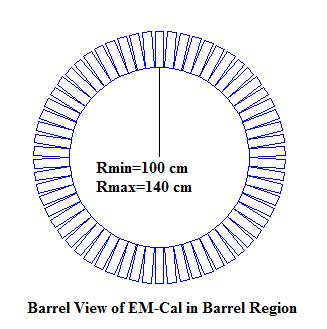 Rmin=100 cm
Rmax=140 cm
Barrel View of EM-Cal in Barrel Region